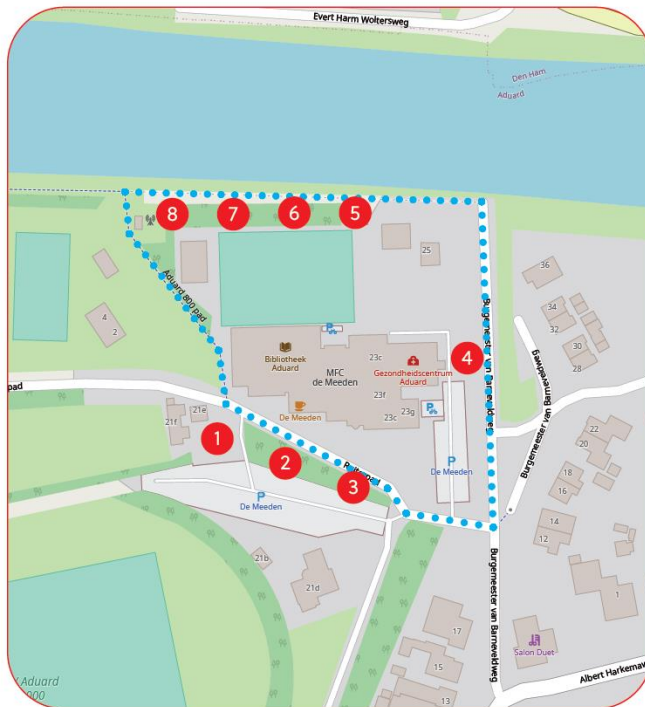 Evert Harm Woltersweg
Den Ham
Aduard
8
7
6
5
25
36
34
32
30
28
Aduard 800 pad
4
2
Burgemeester van Barneveldweg
Bibliotheek
Aduard
MFC
de Meeden
23c
Gezondheidscentrum
Aduard
4
De Meeden
23f
23c
23g
pad
21e
21f
1
2
3
De Meeden
De Meeden
Burgemeester van Barneveldweg
22
20
18
16
14
12
1
21b
21d
17
15
13
Burgemeester van Barneveldweg
Salon Duet
Aduard
Albert Harkema